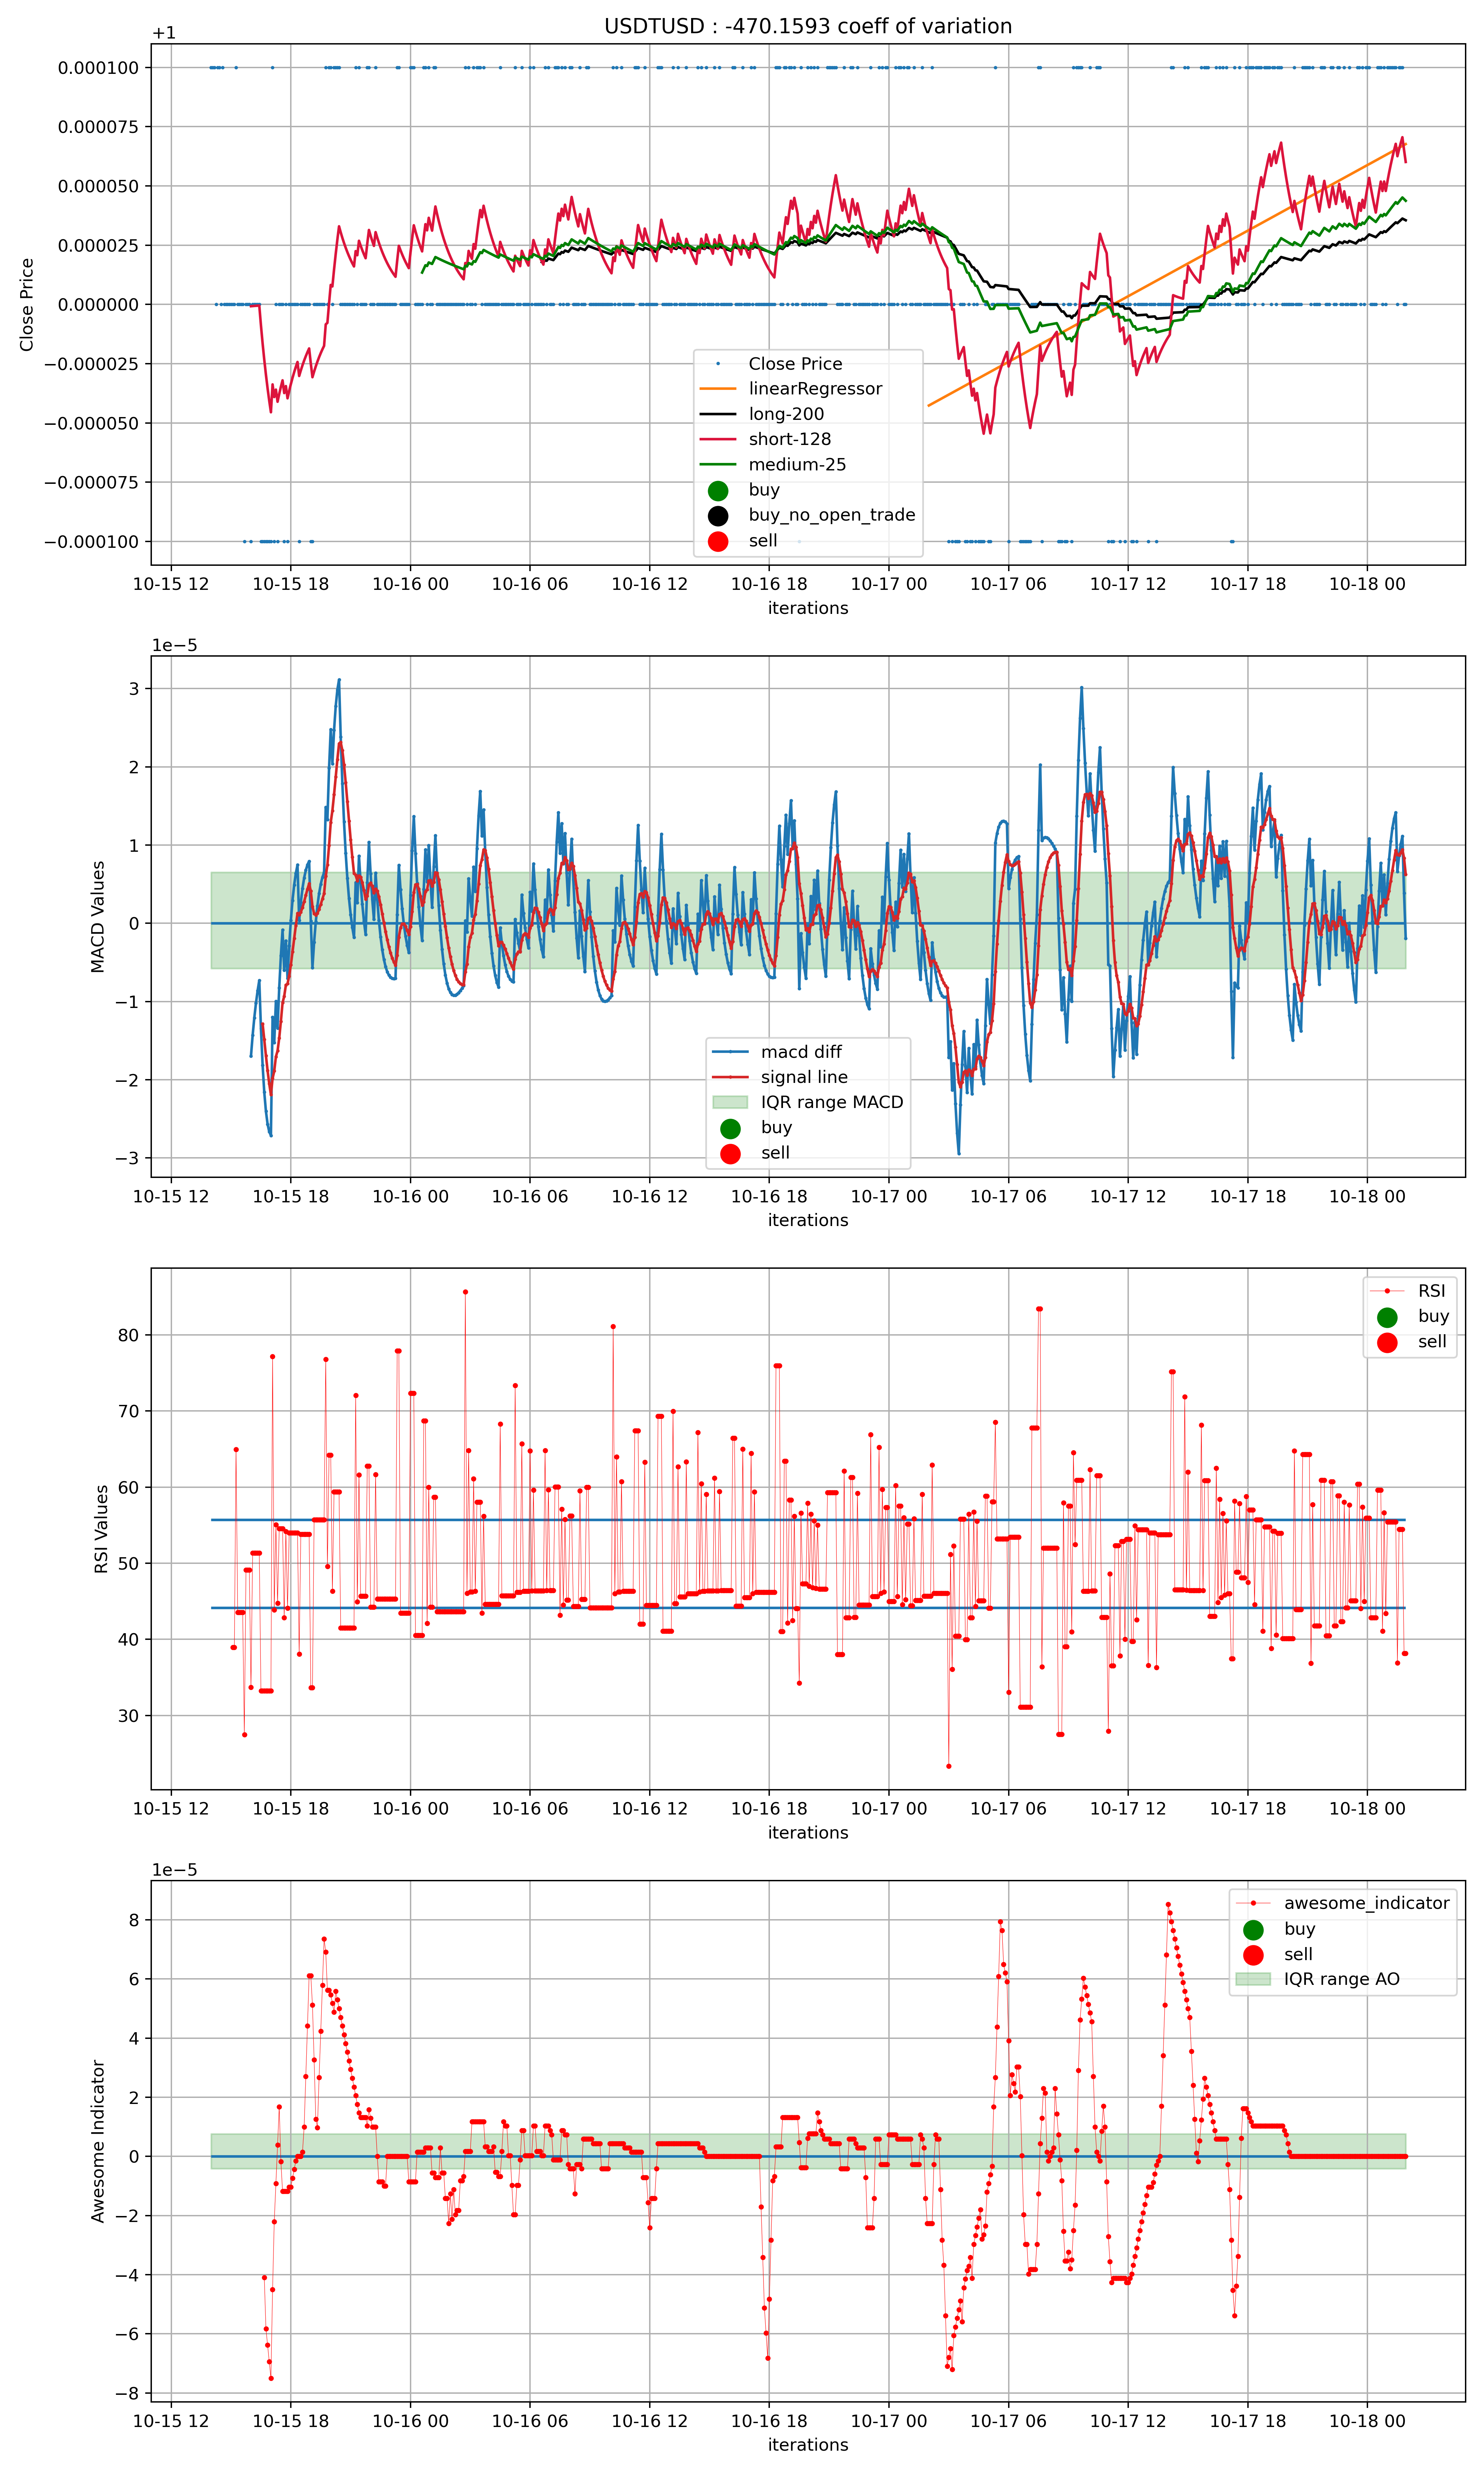 USDTUSD : -470.1593 coeff of variation
+1
0.000100
0.000075
0.000050
0.000025
0.000000
−0.000025
−0.000050
−0.000075
−0.000100
Close Price
Close Price
linearRegressor
long-200
short-128
medium-25
buy
buy_no_open_trade
sell
10-15 12 10-15 18 10-16 00 10-16 06 10-16 12 10-16 18 10-17 00 10-17 06 10-17 12 10-17 18 10-18 00
iterations
1e−5
3
2
1
0
−1
−2
−3
MACD Values
macd diff
signal line
IQR range MACD
buy
sell
10-15 12 10-15 18 10-16 00 10-16 06 10-16 12 10-16 18 10-17 00 10-17 06 10-17 12 10-17 18 10-18 00
iterations
80
70
60
50
40
30
RSI Values
RSI
buy
sell
10-15 12 10-15 18 10-16 00 10-16 06 10-16 12 10-16 18 10-17 00 10-17 06 10-17 12 10-17 18 10-18 00
iterations
1e−5
8
6
4
2
0
−2
−4
−6
−8
Awesome Indicator
awesome_indicator
buy
sell
IQR range AO
10-15 12 10-15 18 10-16 00 10-16 06 10-16 12 10-16 18 10-17 00 10-17 06 10-17 12 10-17 18 10-18 00
iterations